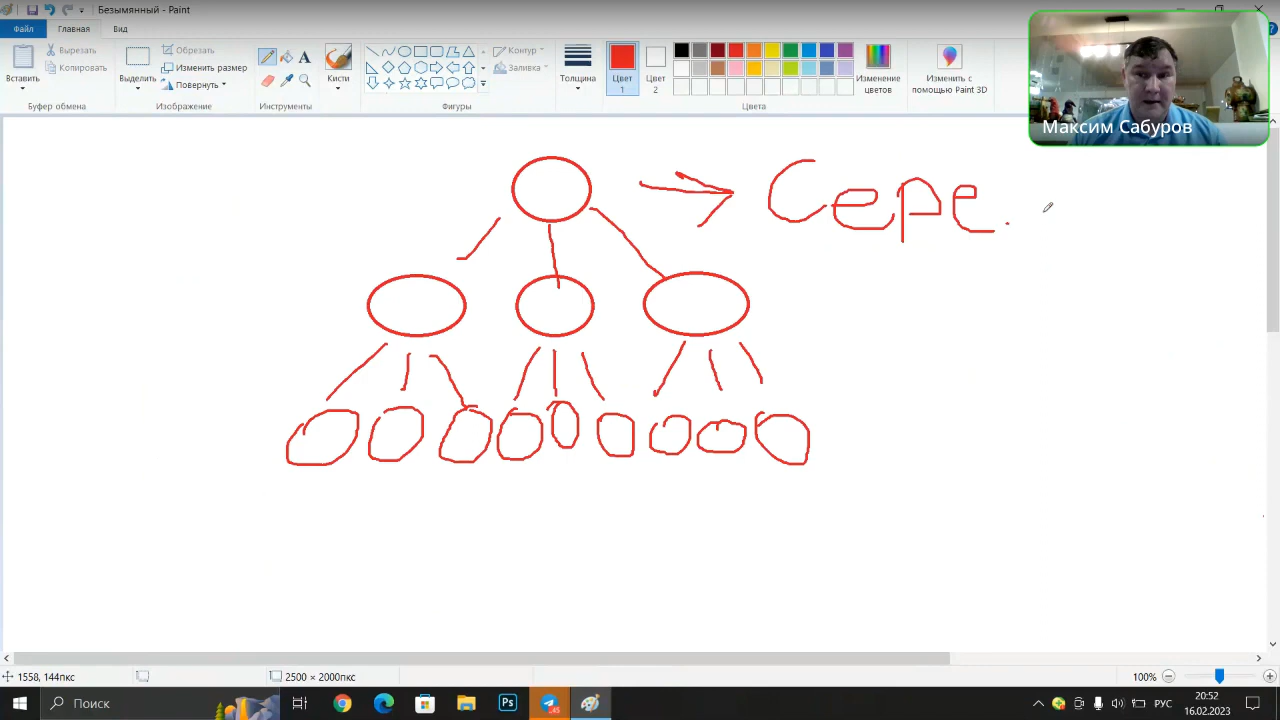 Безымянный - Paint
Файл
Главная
Вид
Вставить
Вырезать
Копировать
Буфер обмена
Выделить
Обрезать
Изменить размер
Повернуть
Изображение
A
Кисти
Инструменты
Контур
Заливка
Фигуры
Толщина
Цвет
1
Цвет
2
Изменение
цветов
Цвета
Изменить с
помощью Paint 3D
Максим Сабуров
Сере.
1558, 144пкс
2500 × 2000пкс
100%
Поиск
Ps
РУС
20:52
16.02.2023